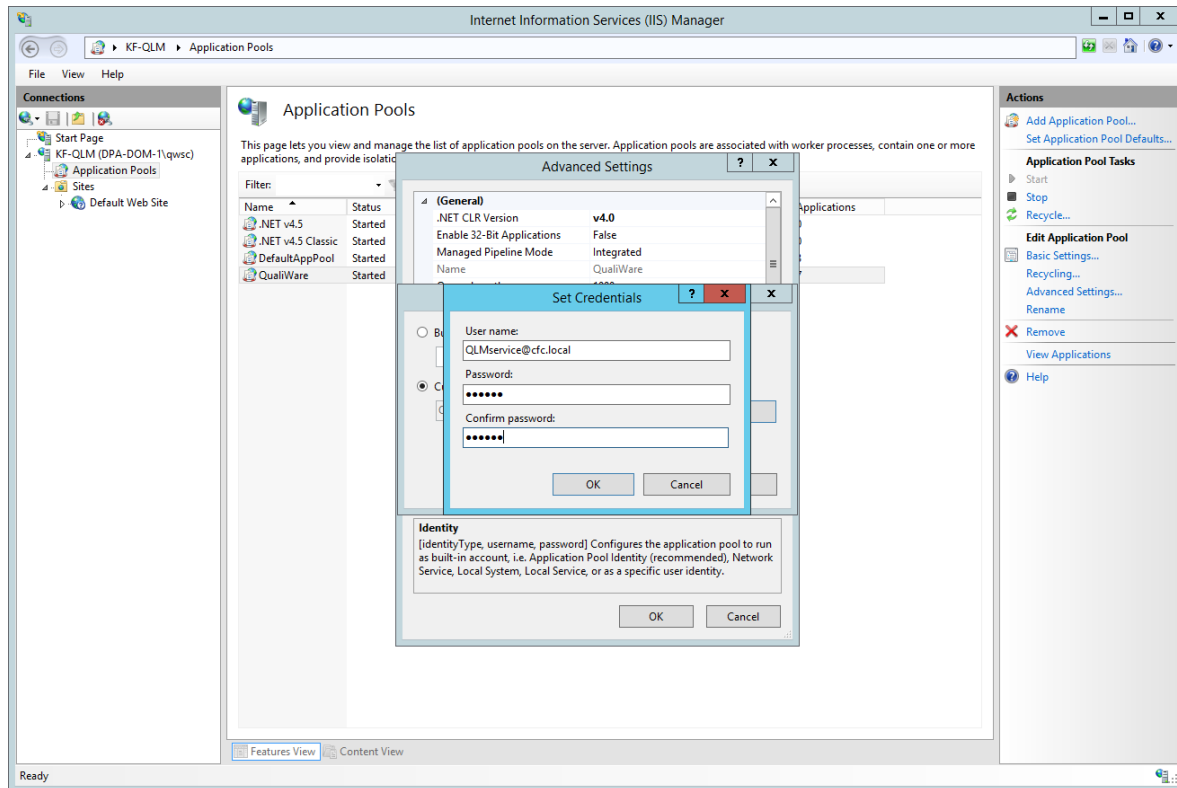 Internet Information Services (IIS) Manager
KF-QLM
Application Pools
File View Help
Connections
Start Page
KF-QLM (DPA-DOM-1\qwsc)
Application Pools
Sites
Default Web Site
Application Pools
This page lets you view and manage the list of application pools on the server. Application pools are associated with worker processes, contain one or more
applications, and provide isolatio
Filter:
Name Status Applications
.NET v4.5 Started
.NET v4.5 Classic Started
DefaultAppPool Started
QualiWare Started
Advanced Settings
? x
(General)
.NET CLR Version v4.0
Enable 32-Bit Applications False
Managed Pipeline Mode Integrated
Name QualiWare
Set Credentials
? x
x
User name:
QLMservice@cfc.local
Password:
••••••
Confirm password:
••••••
OK Cancel
Identity
[identityType, username, password] Configures the application pool to run
as built-in account, i.e. Application Pool Identity (recommended), Network
Service, Local System, Local Service, or as a specific user identity.
OK Cancel
Features View Content View
Actions
Add Application Pool...
Set Application Pool Defaults...
Application Pool Tasks
Start
Stop
Recycle...
Edit Application Pool
Basic Settings...
Recycling...
Advanced Settings...
Rename
Remove
View Applications
Help
Ready